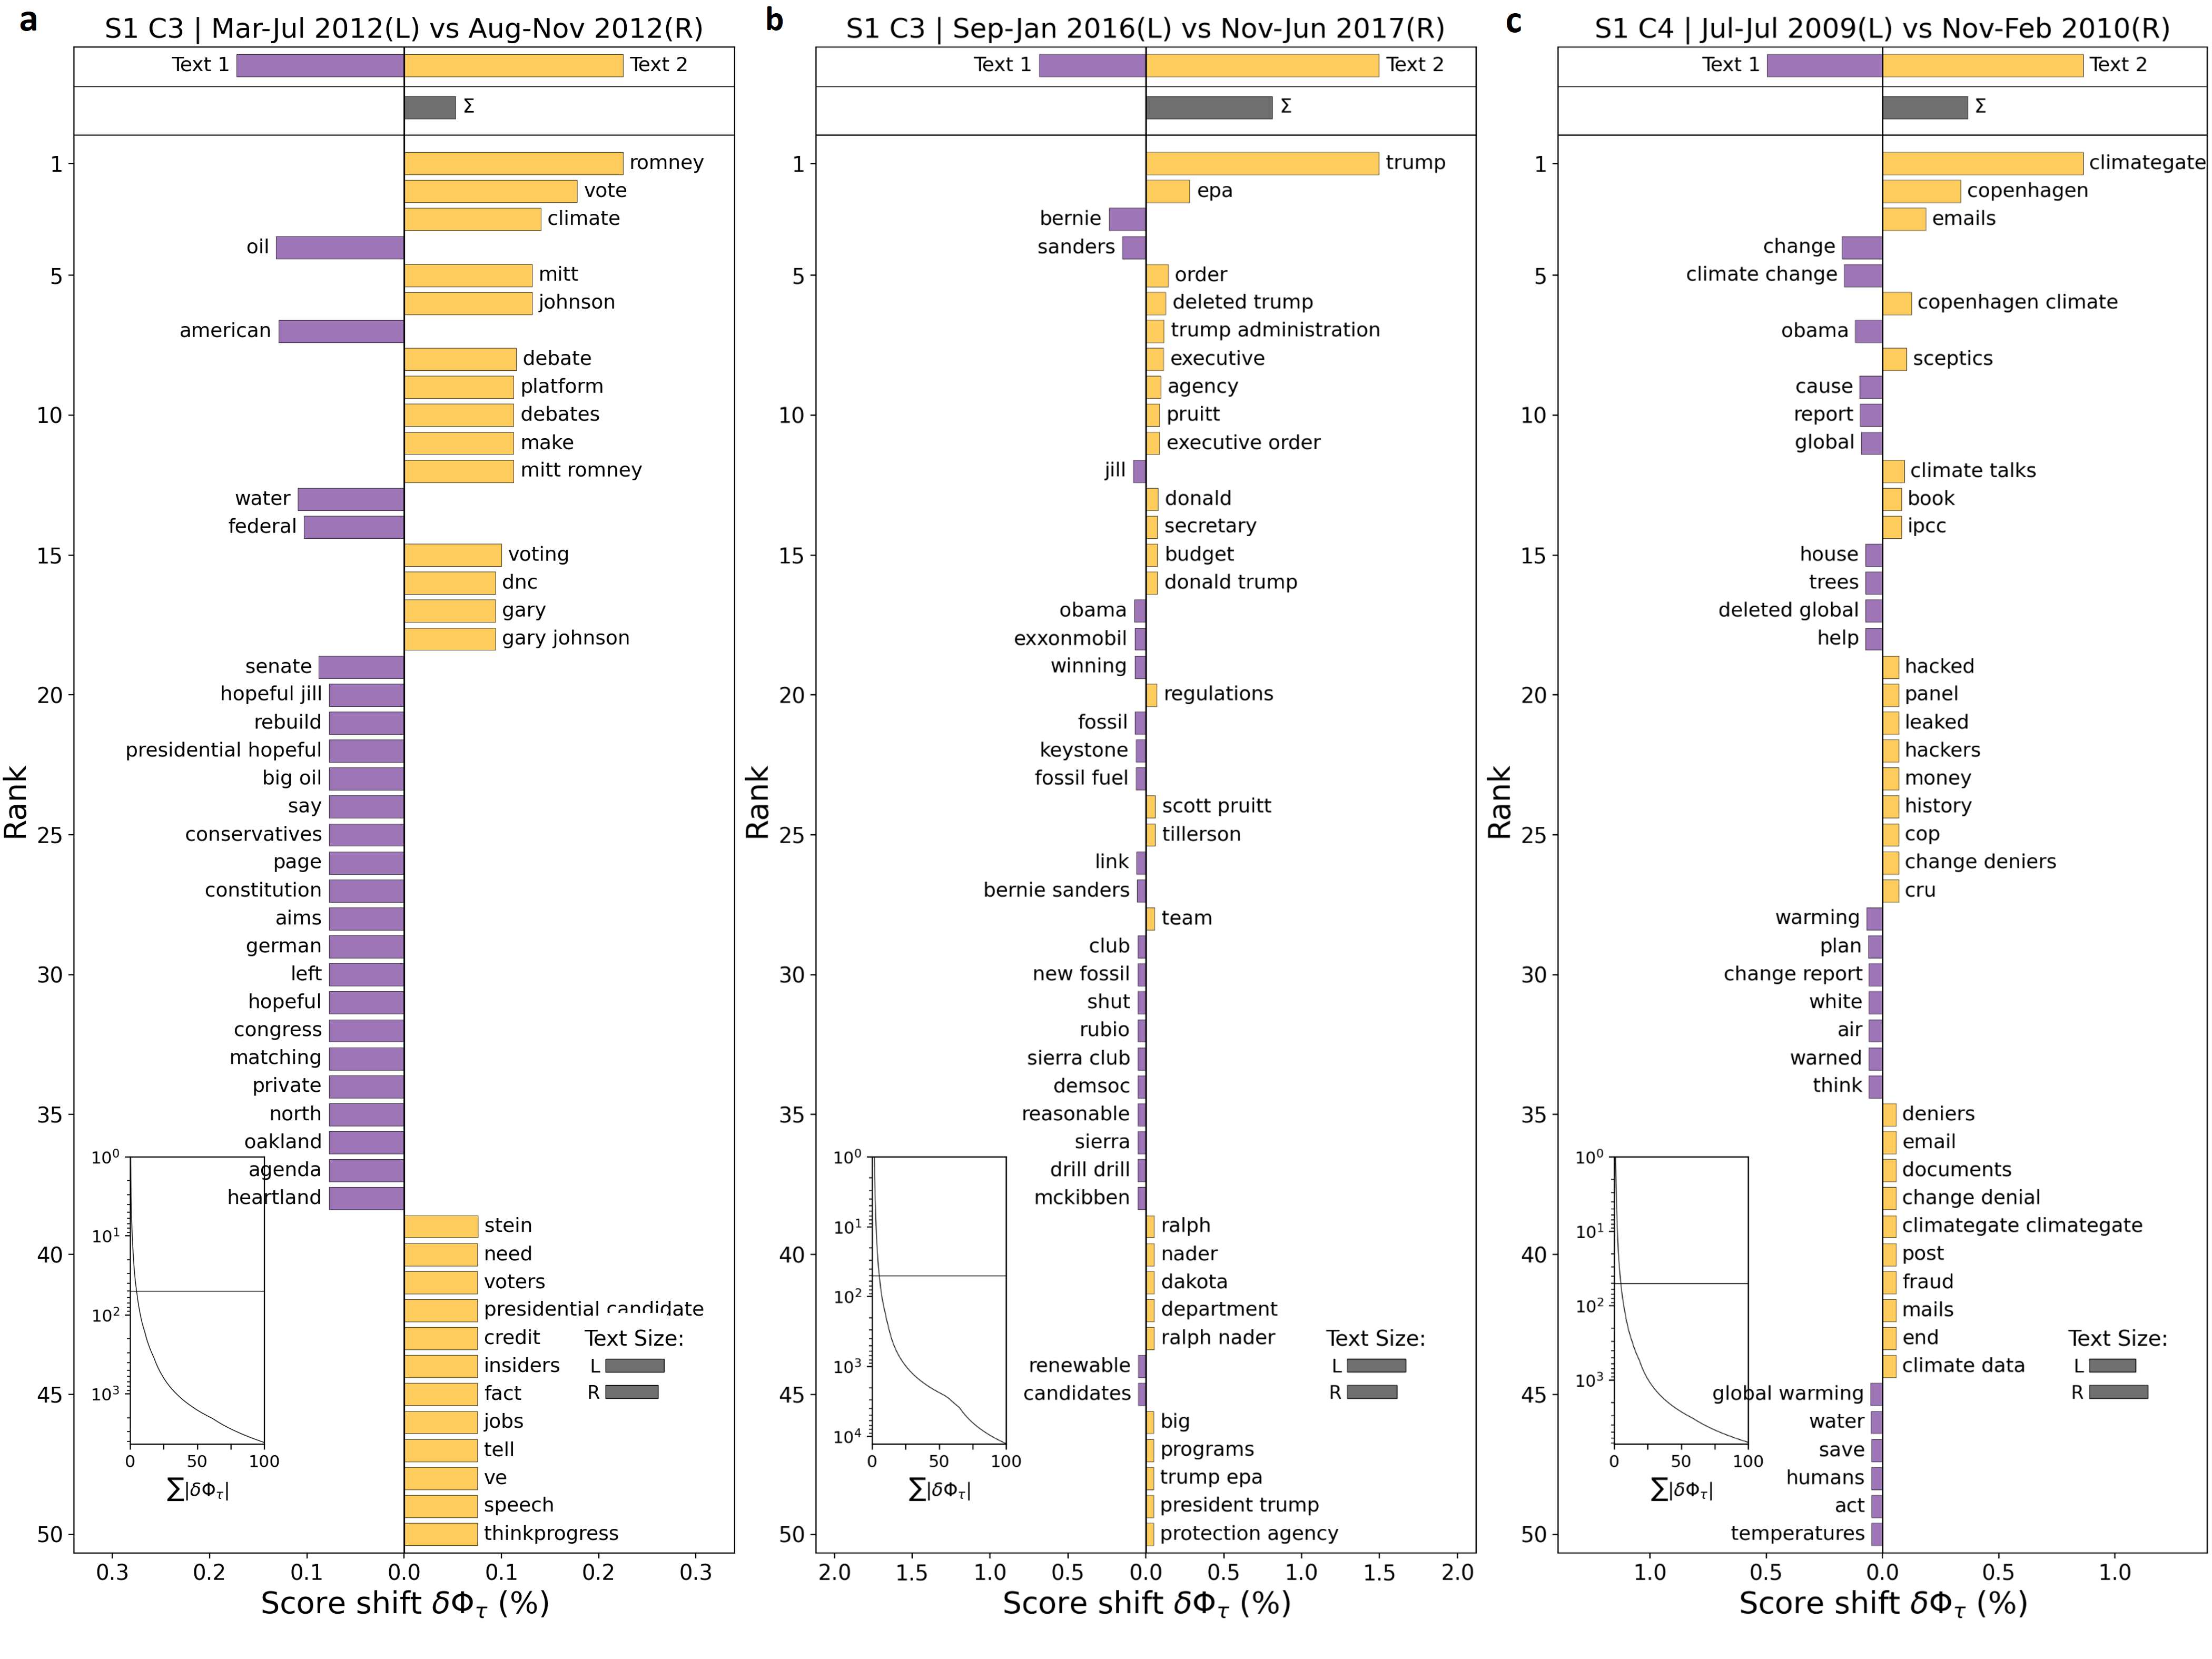 a
S1 C3 | Mar-Jul 2012(L) vs Aug-Nov 2012(R)
Text 1
Text 2
Σ
Rank
1
5
10
15
20
25
30
35
40
45
50
romney
vote
climate
oil
mitt
johnson
american
debate
platform
debates
make
mitt romney
water
federal
voting
dnc
gary
gary johnson
senate
hopeful jill
rebuild
presidential hopeful
big oil
say
conservatives
page
constitution
aims
german
left
hopeful
congress
matching
private
north
oakland
agenda
heartland
stein
need
voters
presidential candidate
credit
insiders
fact
jobs
tell
ve
speech
thinkprogress
10⁰
10¹
10²
10³
0 50 100
∑|δΦτ|
Text Size:
L
R
0.3 0.2 0.1 0.0 0.1 0.2 0.3
Score shift δΦτ (%)
b
S1 C3 | Sep-Jan 2016(L) vs Nov-Jun 2017(R)
Text 1
Text 2
Σ
Rank
1
5
10
15
20
25
30
35
40
45
50
trump
epa
bernie
sanders
order
deleted trump
trump administration
executive
agency
pruitt
executive order
jill
donald
secretary
budget
donald trump
obama
exxonmobil
winning
regulations
fossil
keystone
fossil fuel
scott pruitt
tillerson
link
bernie sanders
team
club
new fossil
shut
rubio
sierra club
demsoc
reasonable
sierra
drill drill
mckibben
ralph
nader
dakota
department
ralph nader
renewable
candidates
big
programs
trump epa
president trump
protection agency
10⁰
10¹
10²
10³
10⁴
0 50 100
∑|δΦτ|
Text Size:
L
R
2.0 1.5 1.0 0.5 0.0 0.5 1.0 1.5 2.0
Score shift δΦτ (%)
c
S1 C4 | Jul-Jul 2009(L) vs Nov-Feb 2010(R)
Text 1
Text 2
Σ
Rank
1
5
10
15
20
25
30
35
40
45
50
climategate
copenhagen
emails
change
climate change
copenhagen climate
obama
sceptics
cause
report
global
climate talks
book
ipcc
house
trees
deleted global
help
hacked
panel
leaked
hackers
money
history
cop
change deniers
cru
warming
plan
change report
white
air
warned
think
deniers
email
documents
change denial
climategate climategate
post
fraud
mails
end
climate data
global warming
water
save
humans
act
temperatures
10⁰
10¹
10²
10³
0 50 100
∑|δΦτ|
Text Size:
L
R
1.0 0.5 0.0 0.5 1.0
Score shift δΦτ (%)